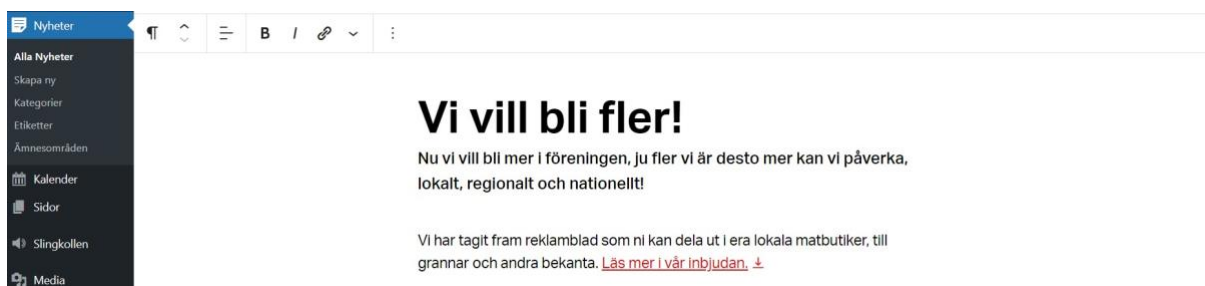 Nyheter
B I
Alla Nyheter
Skapa ny
Kategorier
Etiketter
Ämnesområden
Kalender
Sidor
Slingkollen
Media
Vi vill bli fler!
Nu vi vill bli mer i föreningen, ju fler vi är desto mer kan vi påverka,
lokalt, regionalt och nationellt!
Vi har tagit fram reklamblad som ni kan dela ut i era lokala matbutiker, till
grannar och andra bekanta. Läs mer i vår inbjudan.